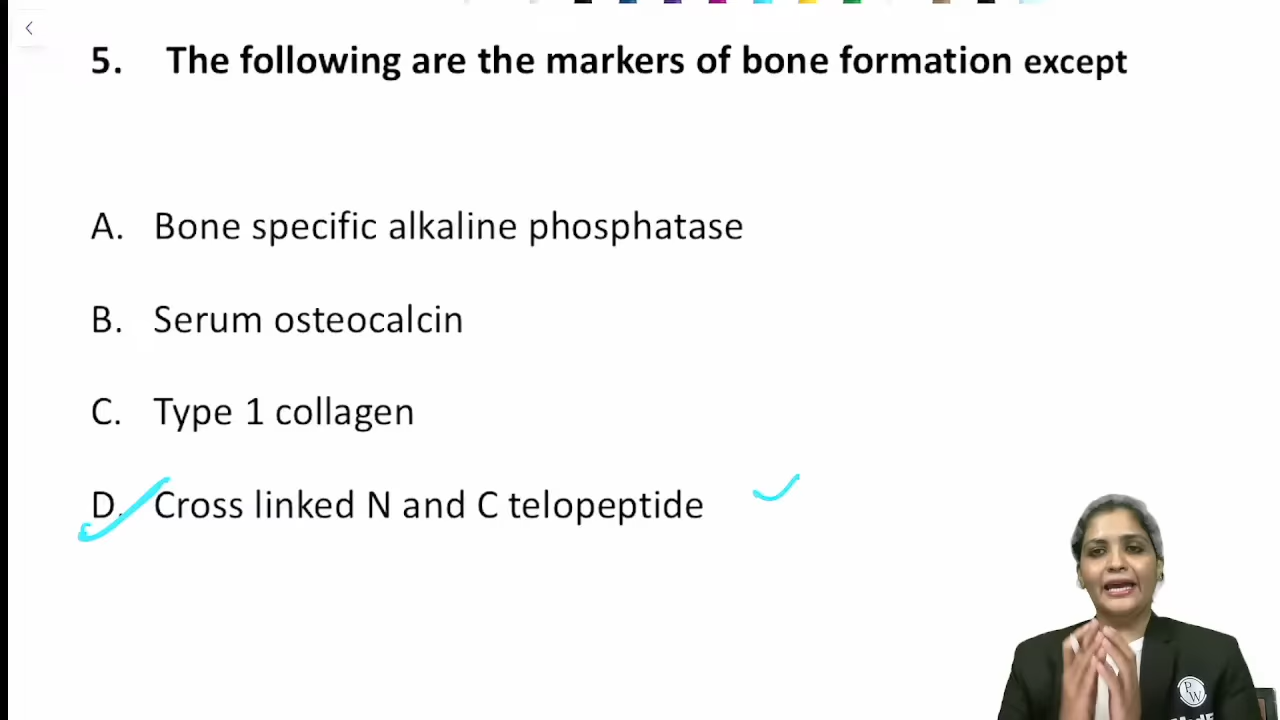 5. The following are the markers of bone formation except
A. Bone specific alkaline phosphatase
B. Serum osteocalcin
C. Type 1 collagen
D. Cross linked N and C telopeptide
PW